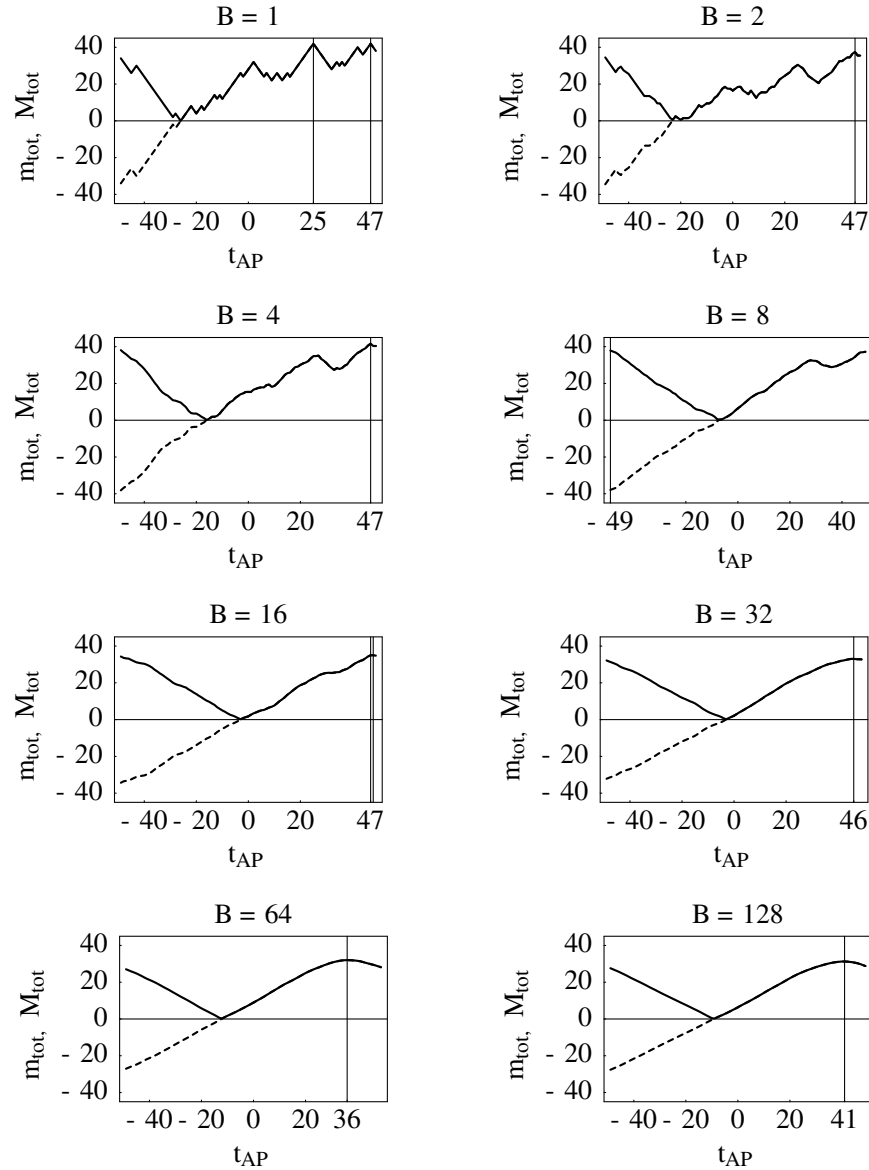 B = 1
40
20
0
- 20
- 40
m_tot, M_tot
- 40 - 20 0 25 47
t_AP
B = 2
40
20
0
- 20
- 40
m_tot, M_tot
- 40 - 20 0 20 47
t_AP
B = 4
40
20
0
- 20
- 40
m_tot, M_tot
- 40 - 20 0 20 47
t_AP
B = 8
40
20
0
- 20
- 40
m_tot, M_tot
- 49 - 20 0 20 40
t_AP
B = 16
40
20
0
- 20
- 40
m_tot, M_tot
- 40 - 20 0 20 47
t_AP
B = 32
40
20
0
- 20
- 40
m_tot, M_tot
- 40 - 20 0 20 46
t_AP
B = 64
40
20
0
- 20
- 40
m_tot, M_tot
- 40 - 20 0 20 36
t_AP
B = 128
40
20
0
- 20
- 40
m_tot, M_tot
- 40 - 20 0 20 41
t_AP